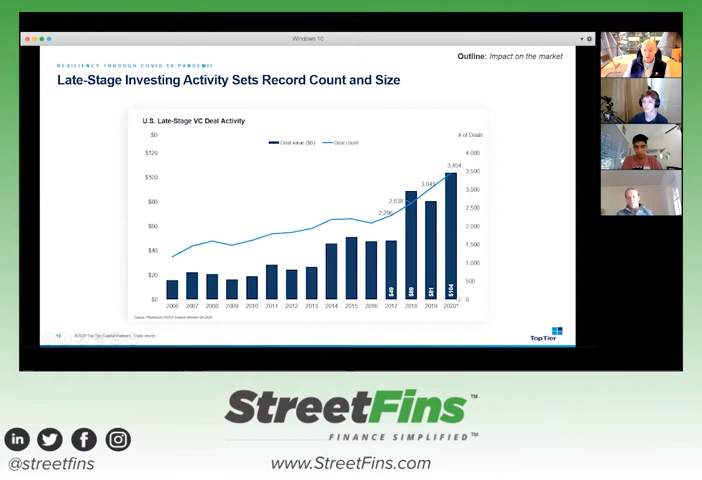 Windows 10
Outline: Impact on the market
RESILIENCY THROUGH COVID-19 PANDEMIC
Late-Stage Investing Activity Sets Record Count and Size
U.S. Late-Stage VC Deal Activity
$B
# of Deals
Deal value ($B)
Deal count
$120
$100
$80
$60
$40
$20
$0
4,000
3,500
3,000
2,500
2,000
1,500
1,000
500
0
2,296
2,638
3,041
3,454
$49
$89
$81
$104
2006 2007 2008 2009 2010 2011 2012 2013 2014 2015 2016 2017 2018 2019 2020*
TopTier
StreetFins™
FINANCE SIMPLIFIED™
@streetfins
www.StreetFins.com